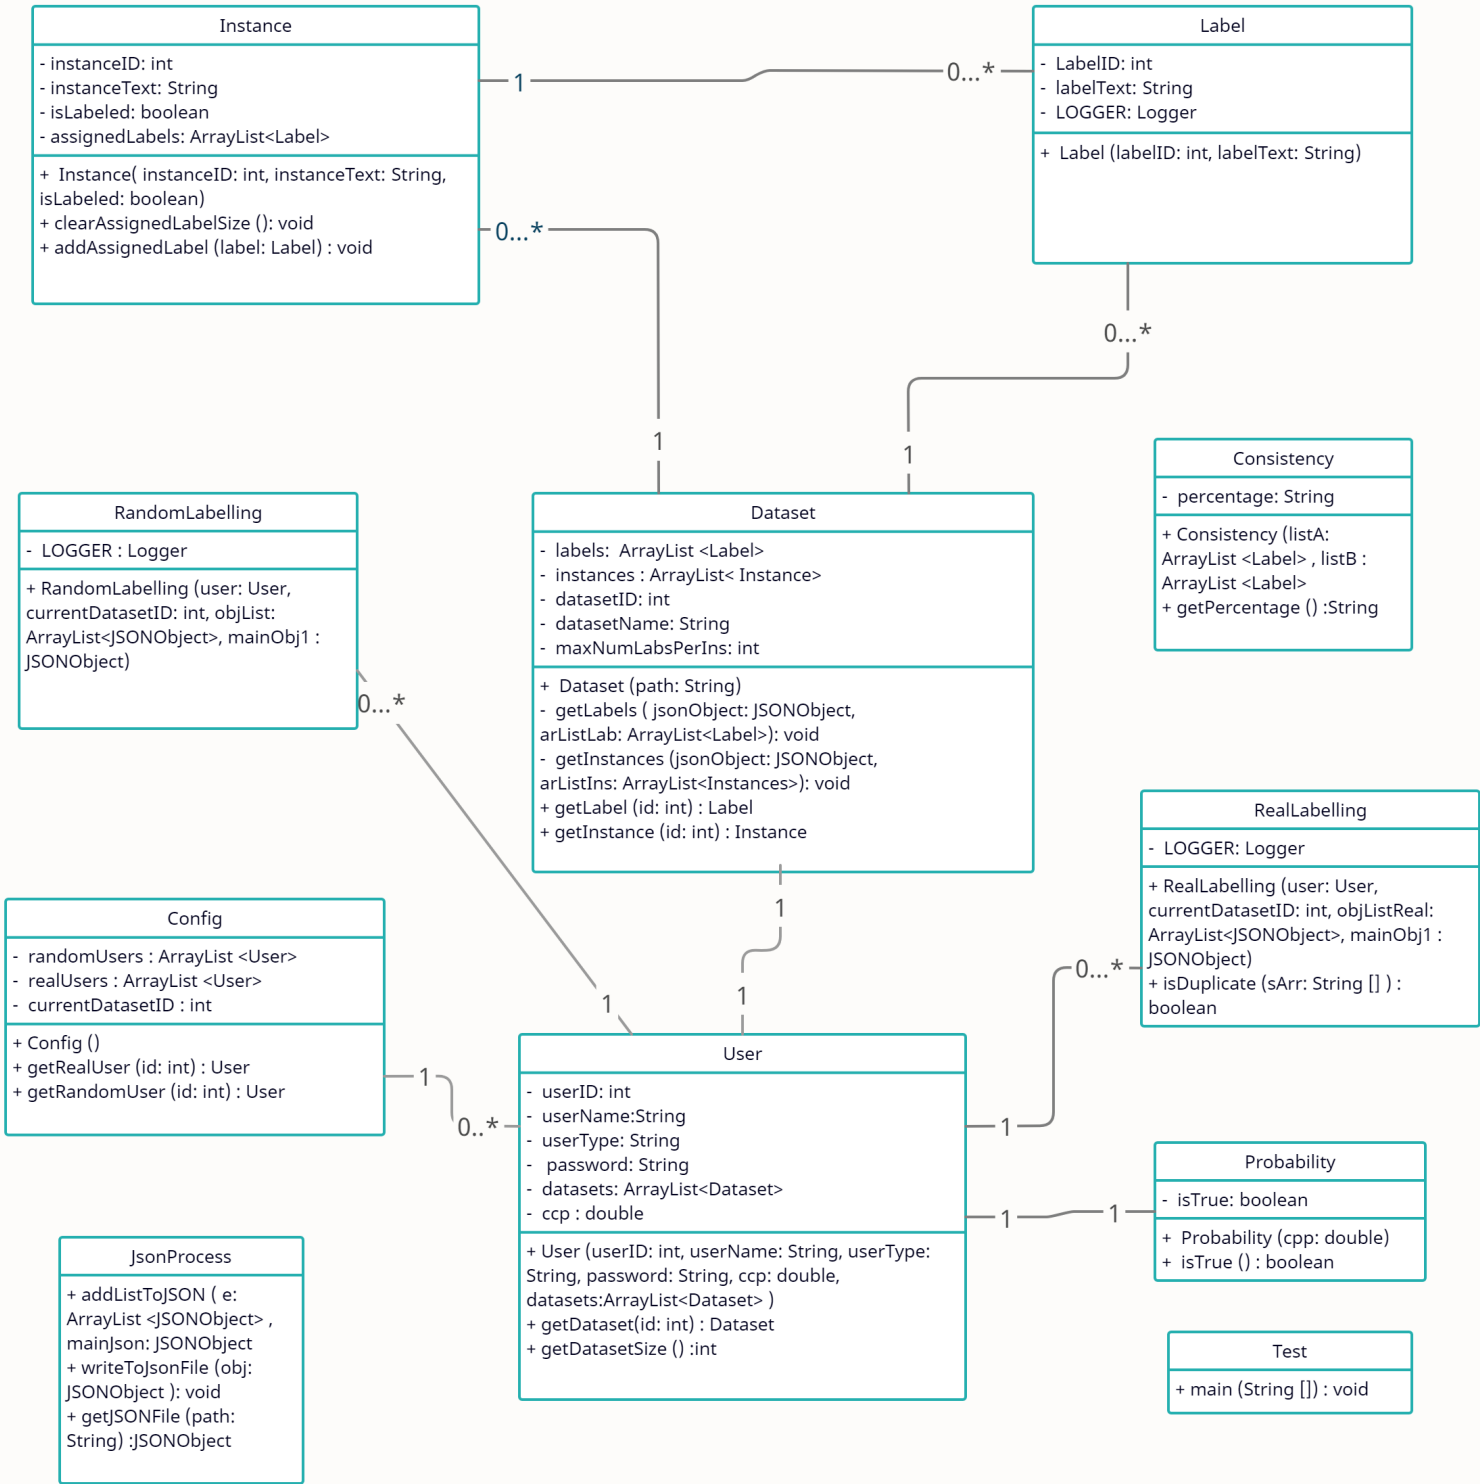 Instance
- instanceID: int
- instanceText: String
- isLabeled: boolean
- assignedLabels: ArrayList<Label>
+  Instance( instanceID: int, instanceText: String,
isLabeled: boolean)
+ clearAssignedLabelSize (): void
+ addAssignedLabel (label: Label) : void
1
0...*
Label
-  LabelID: int
-  labelText: String
-  LOGGER: Logger
+  Label (labelID: int, labelText: String)
0...*
0...*
1
1
Consistency
-  percentage: String
+ Consistency (listA:
ArrayList <Label> , listB :
ArrayList <Label>
+ getPercentage () :String
RandomLabelling
-  LOGGER : Logger
+ RandomLabelling (user: User,
currentDatasetID: int, objList:
ArrayList<JSONObject>, mainObj1 :
JSONObject)
0...*
Dataset
-  labels:  ArrayList <Label>
-  instances : ArrayList< Instance>
-  datasetID: int
-  datasetName: String
-  maxNumLabsPerIns: int
+  Dataset (path: String)
-  getLabels ( jsonObject: JSONObject,
arListLab: ArrayList<Label>): void
-  getInstances (jsonObject: JSONObject,
arListIns: ArrayList<Instances>): void
+ getLabel (id: int) : Label
+ getInstance (id: int) : Instance
RealLabelling
-  LOGGER: Logger
+ RealLabelling (user: User,
currentDatasetID: int, objListReal:
ArrayList<JSONObject>, mainObj1 :
JSONObject)
+ isDuplicate (sArr: String [] ) :
boolean
Config
-  randomUsers : ArrayList <User>
-  realUsers : ArrayList <User>
-  currentDatasetID : int
+ Config ()
+ getRealUser (id: int) : User
+ getRandomUser (id: int) : User
1
0...*
1
1
1
0..*
User
-  userID: int
-  userName:String
-  userType: String
-   password: String
-  datasets: ArrayList<Dataset>
-  ccp : double
+ User (userID: int, userName: String, userType:
String, password: String, ccp: double,
datasets:ArrayList<Dataset> )
+ getDataset(id: int) : Dataset
+ getDatasetSize () :int
1
1
1
Probability
-  isTrue: boolean
+  Probability (cpp: double)
+  isTrue () : boolean
JsonProcess
+ addListToJSON ( e:
ArrayList <JSONObject> ,
mainJson: JSONObject
+ writeToJsonFile (obj:
JSONObject ): void
+ getJSONFile (path:
String) :JSONObject
Test
+ main (String []) : void